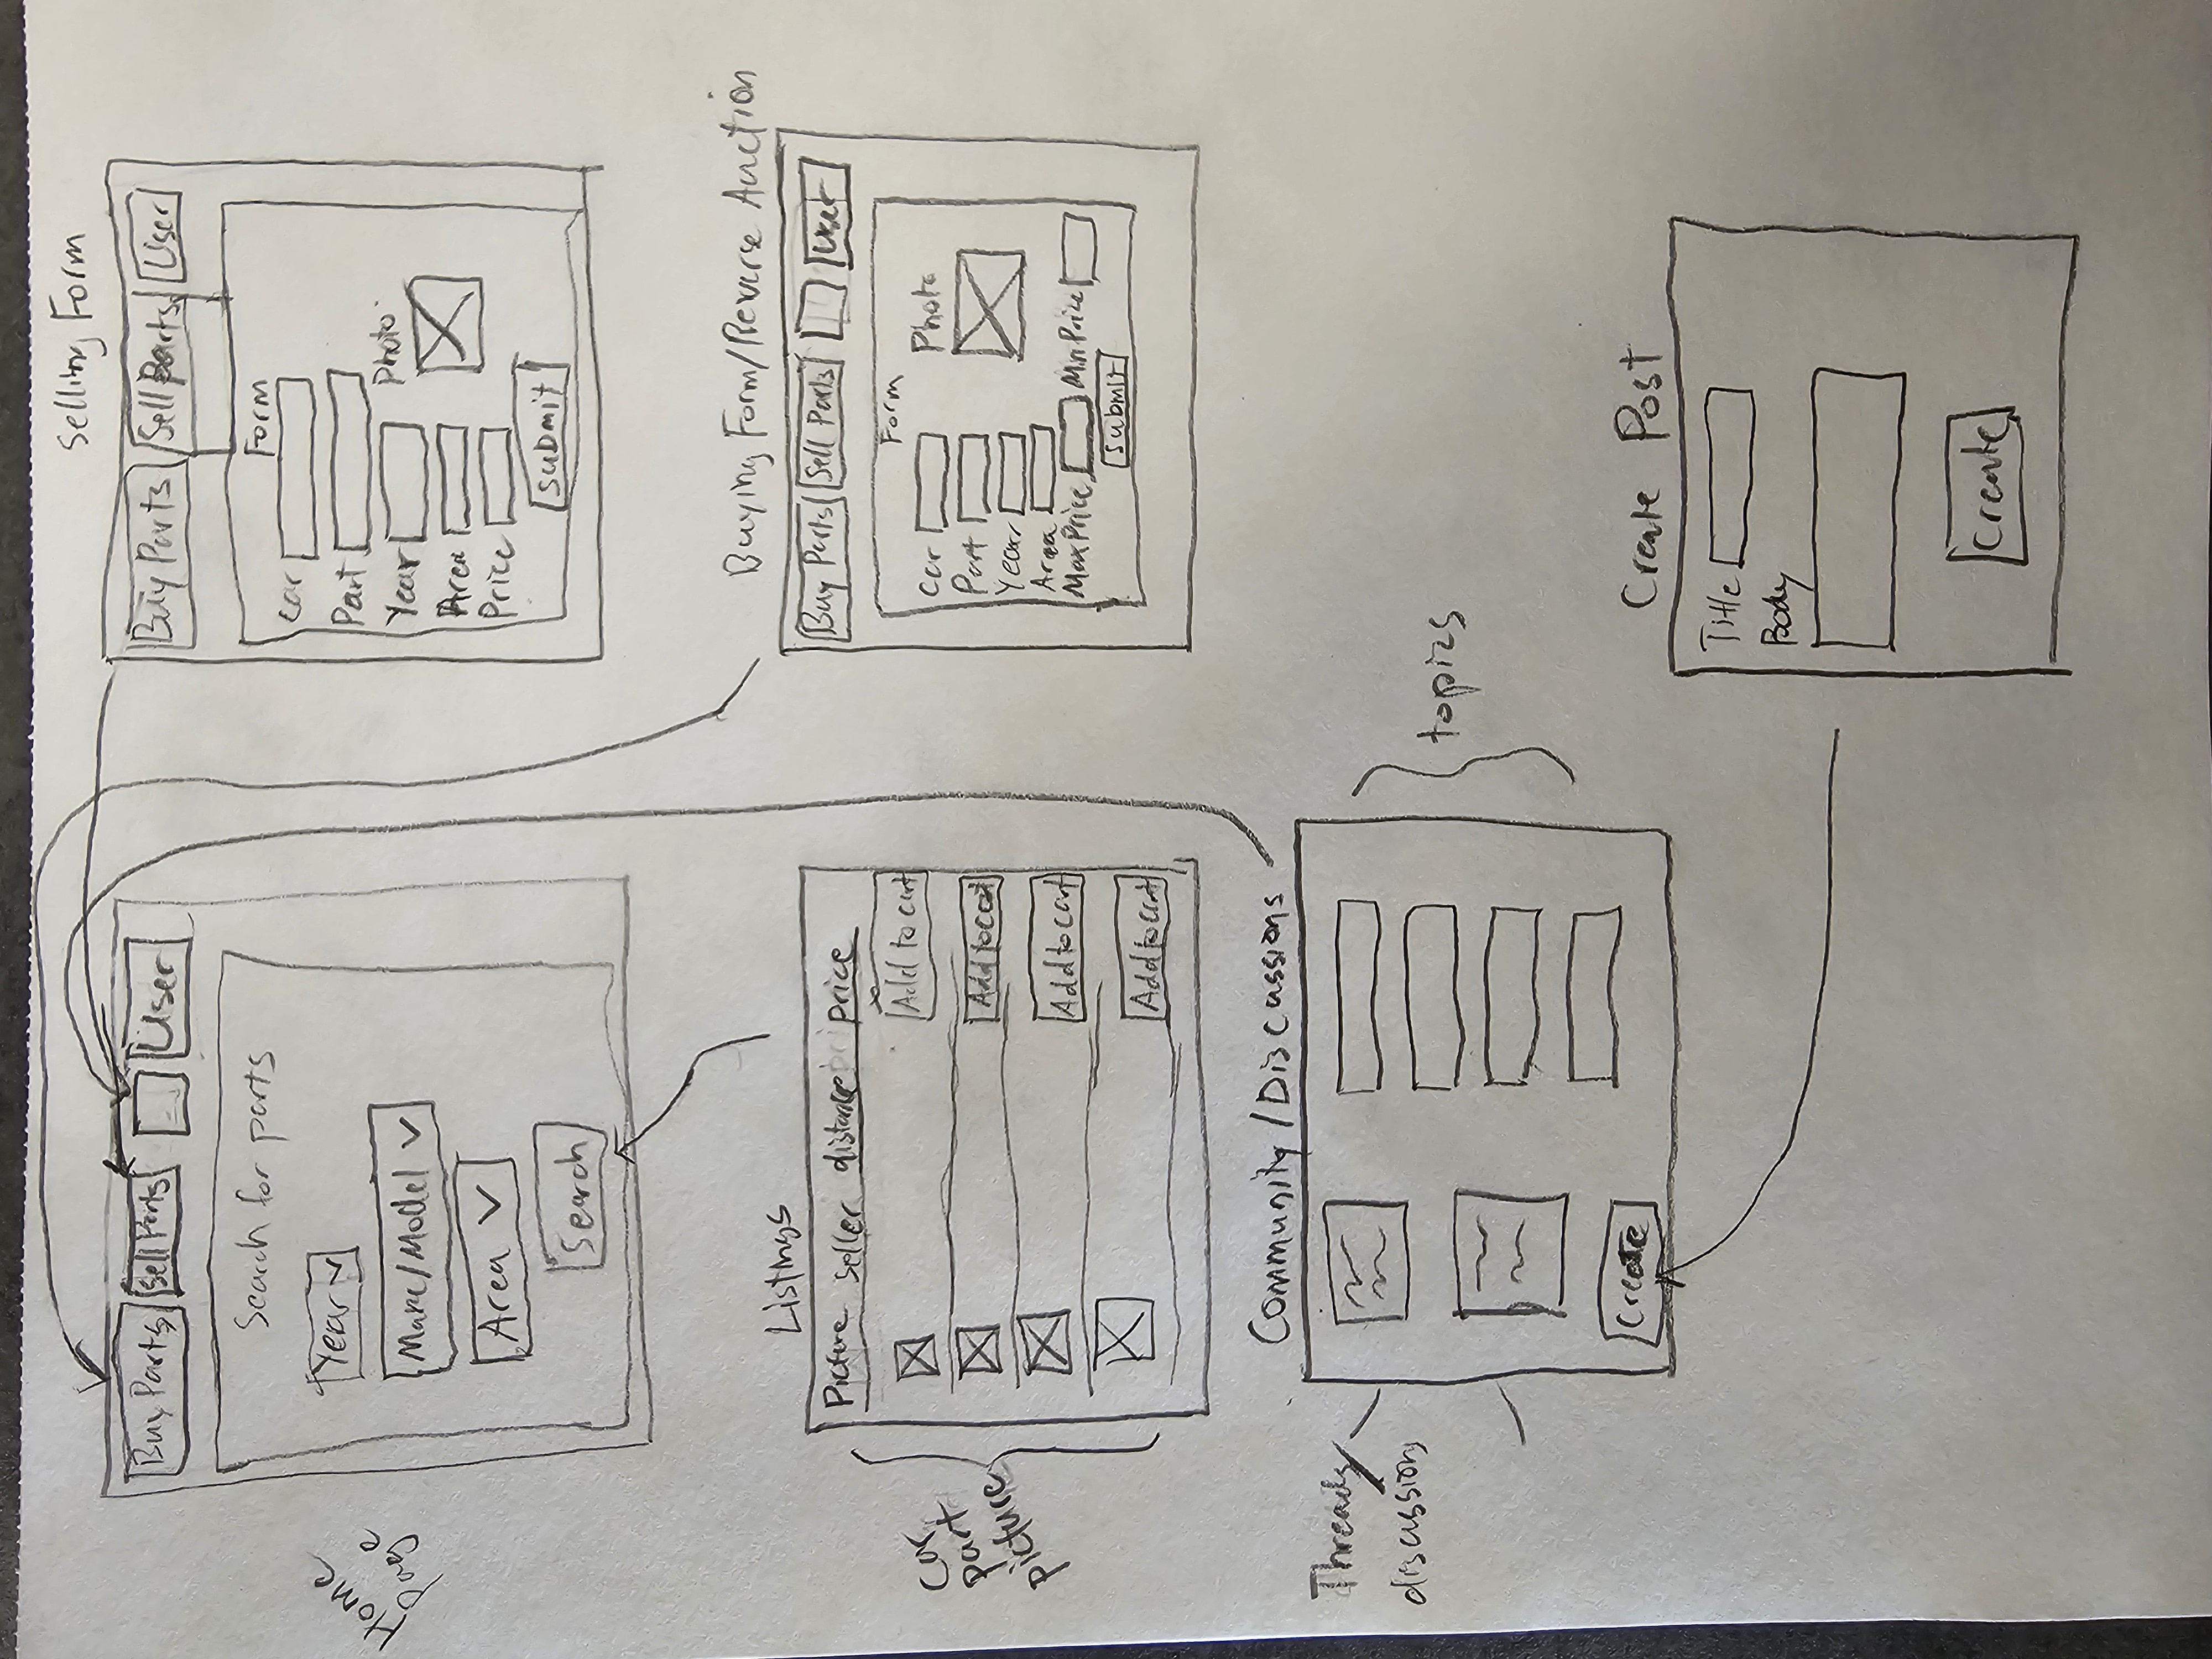 Home
Page
Buy Parts
Sell Parts
User
Search for parts
Year
Make/Model
Area
Search
Selling Form
Buy Parts
Sell Parts
User
Form
Car
Part
Year
Photo
Area
Price
Submit
Listings
Picture Seller distance price
Car
part
picture
Add to cart
Add to cart
Add to cart
Add to cart
Buying Form/Reverse Auction
Buy Parts
Sell Parts
User
Form
Car
Photo
Part
Year
Area
Max Price
Min Price
Submit
Community/Discussions
Threads/
discussions
topics
Create
Create Post
Title
Body
Create